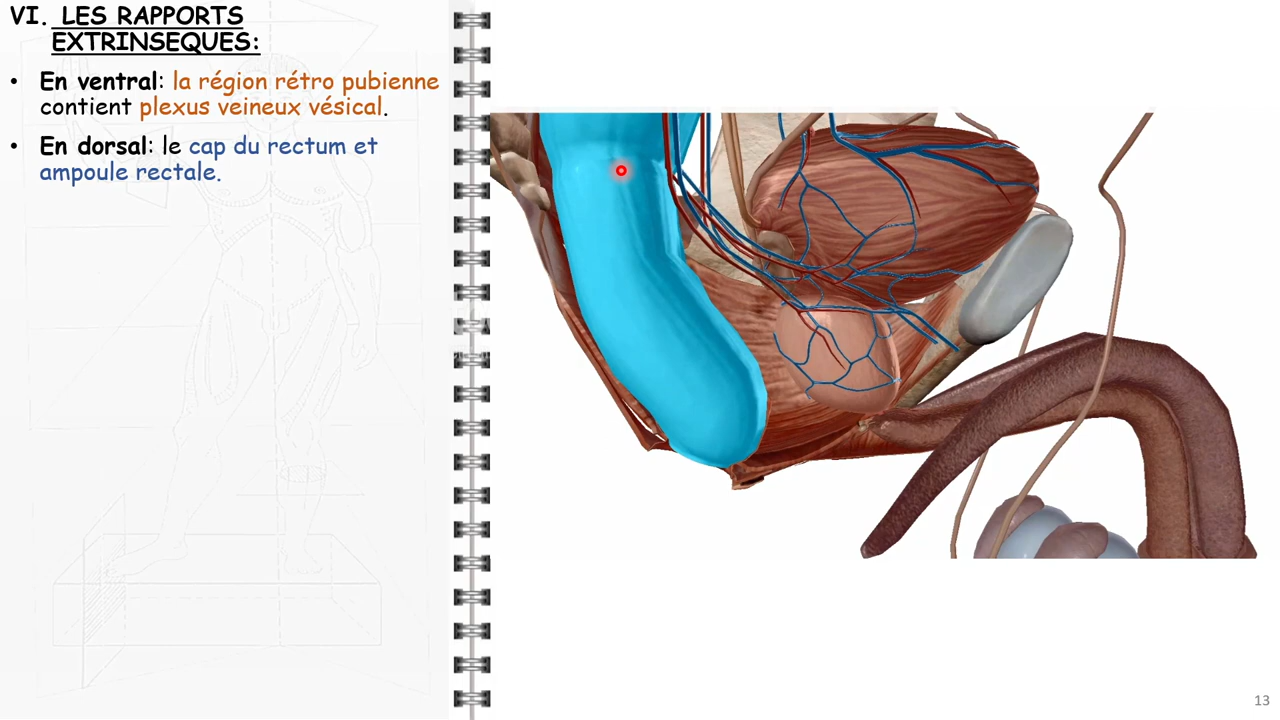 VI. LES RAPPORTS
EXTRINSEQUES:
• En ventral: la région rétro pubienne
contient plexus veineux vésical.
• En dorsal: le cap du rectum et
ampoule rectale.
13